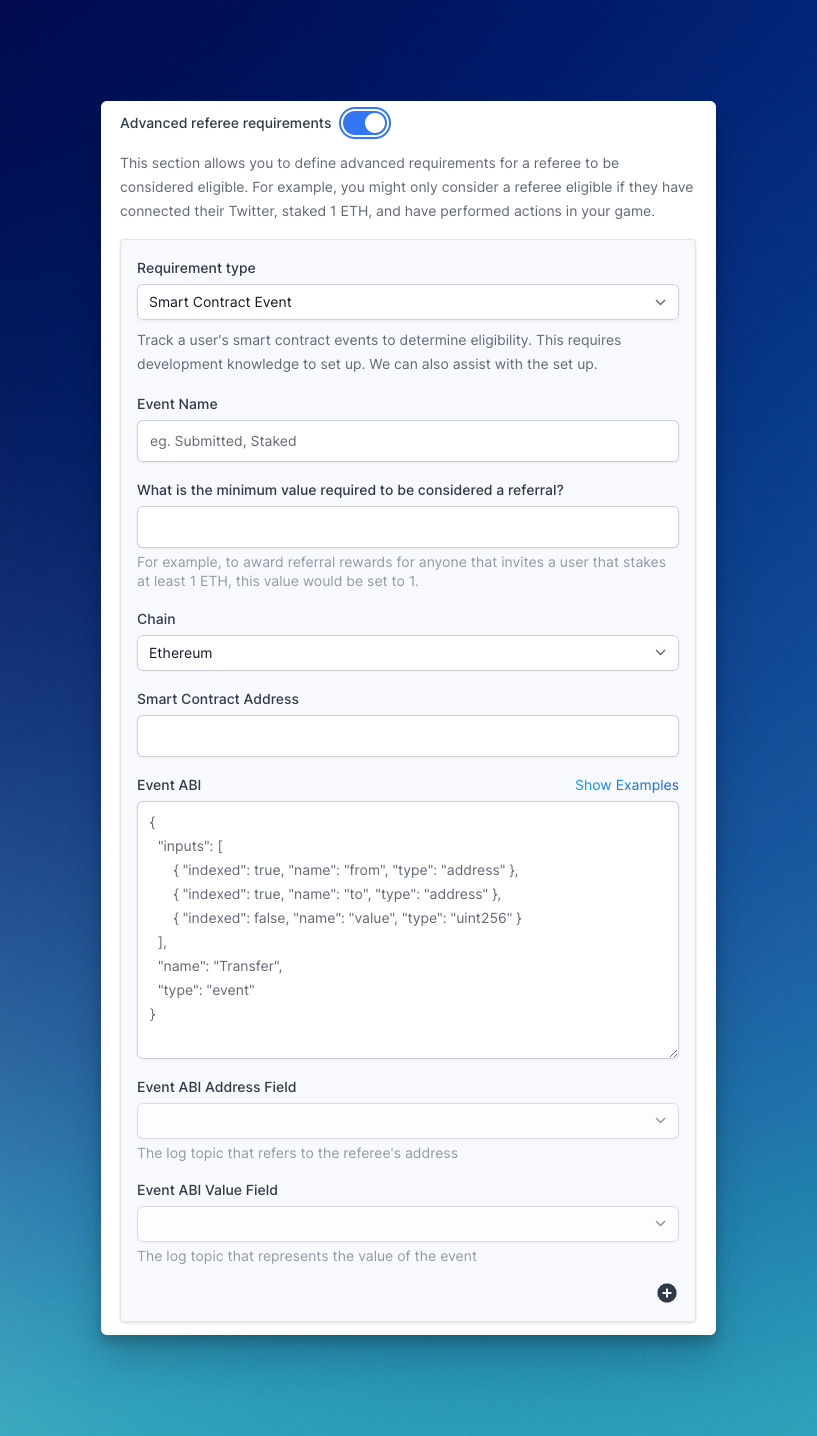 Advanced referee requirements
This section allows you to define advanced requirements for a referee to be
considered eligible. For example, you might only consider a referee eligible if they have
connected their Twitter, staked 1 ETH, and have performed actions in your game.
Requirement type
Smart Contract Event
Track a user's smart contract events to determine eligibility. This requires
development knowledge to set up. We can also assist with the set up.
Event Name
eg. Submitted, Staked
What is the minimum value required to be considered a referral?
For example, to award referral rewards for anyone that invites a user that stakes
at least 1 ETH, this value would be set to 1.
Chain
Ethereum
Smart Contract Address
Event ABI Show Examples
{
"inputs": [
{ "indexed": true, "name": "from", "type": "address" },
{ "indexed": true, "name": "to", "type": "address" },
{ "indexed": false, "name": "value", "type": "uint256" }
],
"name": "Transfer",
"type": "event"
}
Event ABI Address Field
The log topic that refers to the referee's address
Event ABI Value Field
The log topic that represents the value of the event